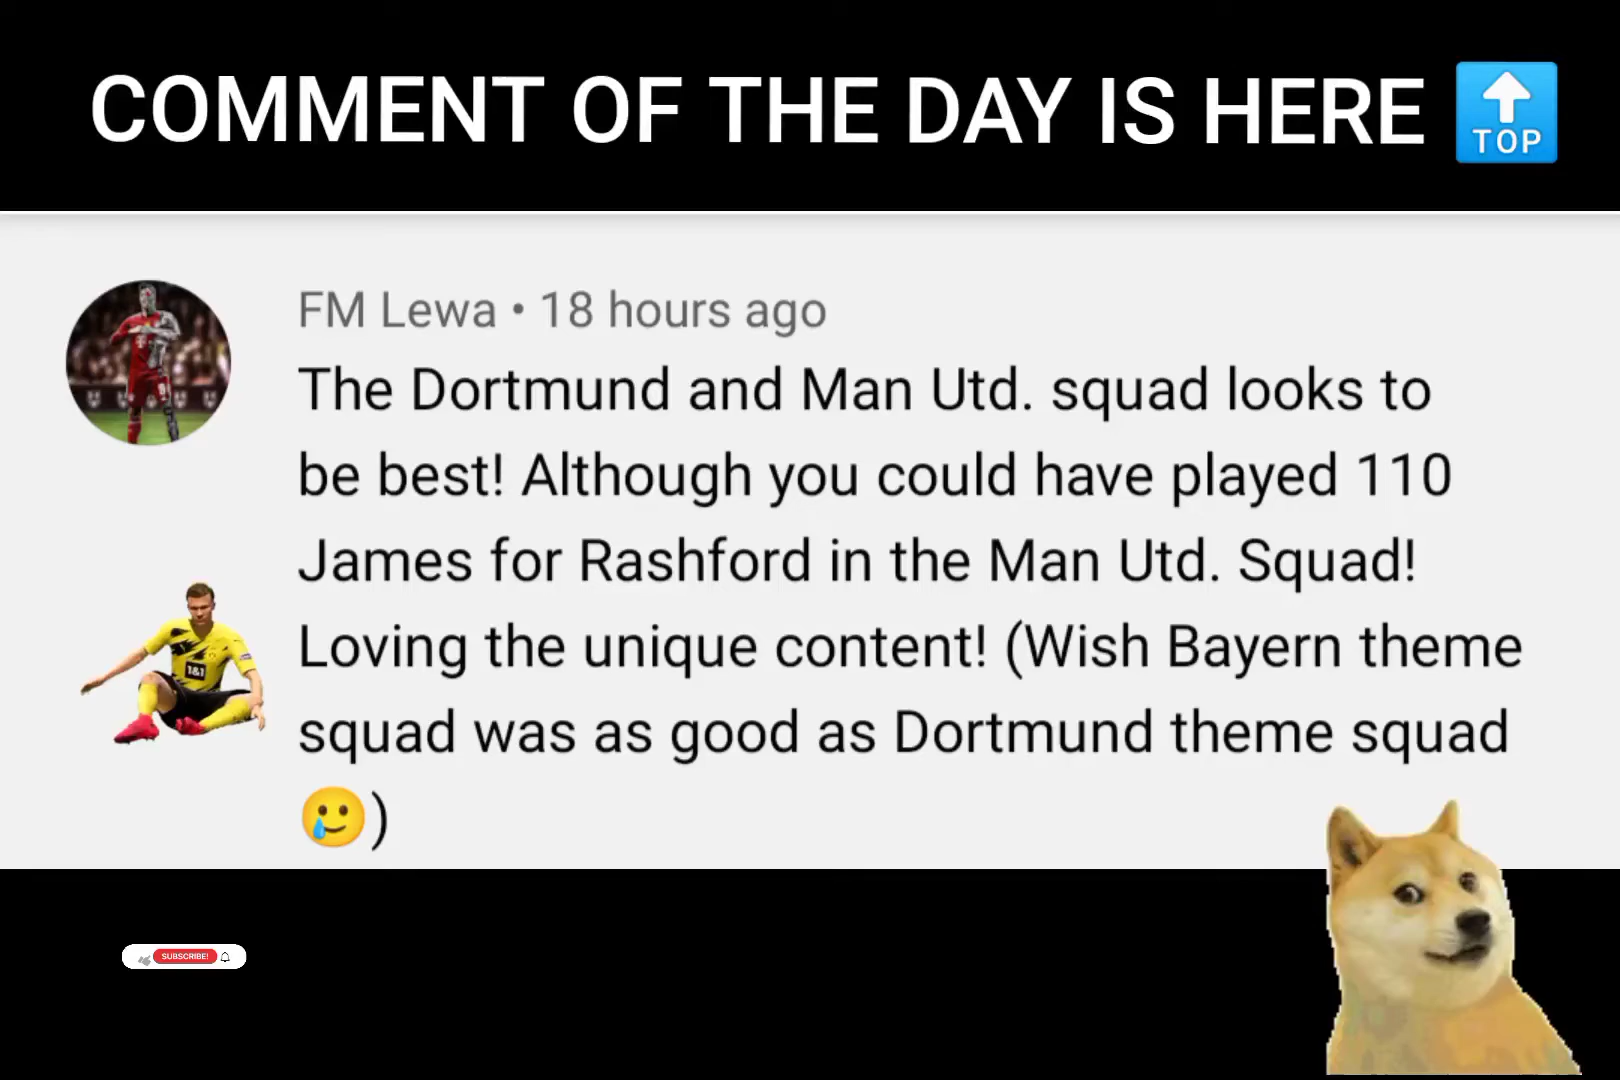 COMMENT OF THE DAY IS HERE 🔝
FM Lewa • 18 hours ago
The Dortmund and Man Utd. squad looks to
be best! Although you could have played 110
James for Rashford in the Man Utd. Squad!
Loving the unique content! (Wish Bayern theme
squad was as good as Dortmund theme squad
🥲)
1&1
SUBSCRIBE!